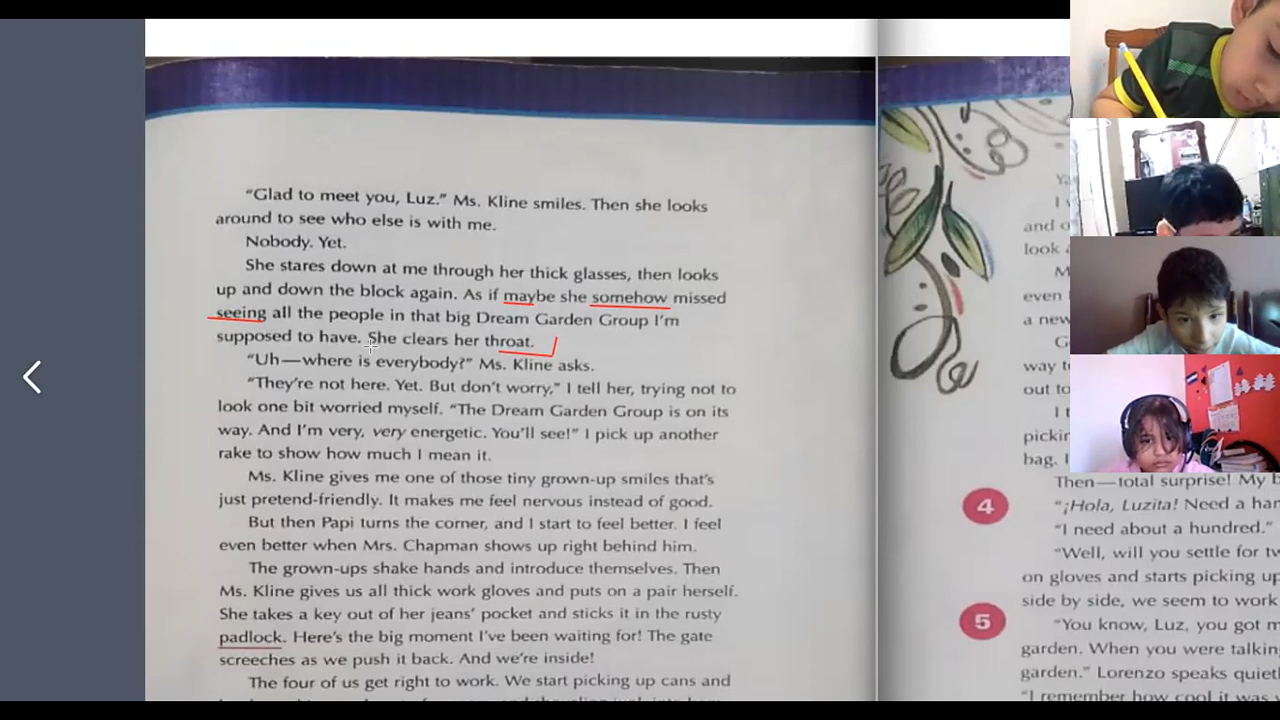 "Glad to meet you, Luz." Ms. Kline smiles. Then she looks
around to see who else is with me.
Nobody. Yet.
She stares down at me through her thick glasses, then looks
up and down the block again. As if maybe she somehow missed
seeing all the people in that big Dream Garden Group I'm
supposed to have. She clears her throat.
"Uh—where is everybody?" Ms. Kline asks.
"They're not here. Yet. But don't worry," I tell her, trying not to
look one bit worried myself. "The Dream Garden Group is on its
way. And I'm very, very energetic. You'll see!" I pick up another
rake to show how much I mean it.
Ms. Kline gives me one of those tiny grown-up smiles that's
just pretend-friendly. It makes me feel nervous instead of good.
But then Papi turns the corner, and I start to feel better. I feel
even better when Mrs. Chapman shows up right behind him.
The grown-ups shake hands and introduce themselves. Then
Ms. Kline gives us all thick work gloves and puts on a pair herself.
She takes a key out of her jeans' pocket and sticks it in the rusty
padlock. Here's the big moment I've been waiting for! The gate
screeches as we push it back. And we're inside!
The four of us get right to work. We start picking up cans and
and
look
even
a new
way
out to
bag. I
Then—total surprise! My
4
"¡Hola, Luzita! Need a
"I need about a hundred."
"Well, will you settle for
on gloves and starts picking up
side by side, we seem to work
5
"You know, Luz, you got
garden. When you were
garden." Lorenzo speaks
"I remember how cool it was